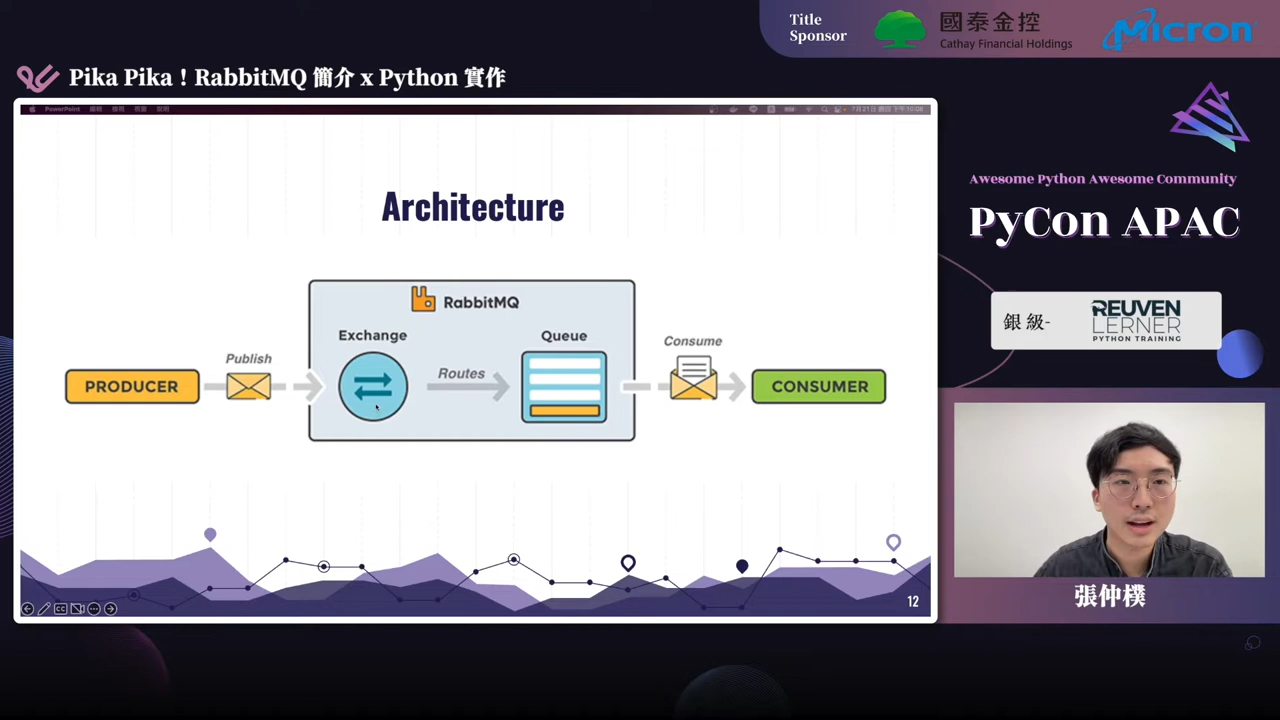 Title
Sponsor
國泰金控
Cathay Financial Holdings
Micron
Pika Pika！RabbitMQ 簡介 x Python 實作
PowerPoint
Architecture
RabbitMQ
Exchange
Queue
Publish
Routes
Consume
PRODUCER
CONSUMER
12
Awesome Python Awesome Community
PyCon APAC
銀級-
REUVEN
LERNER
PYTHON TRAINING
張仲樸